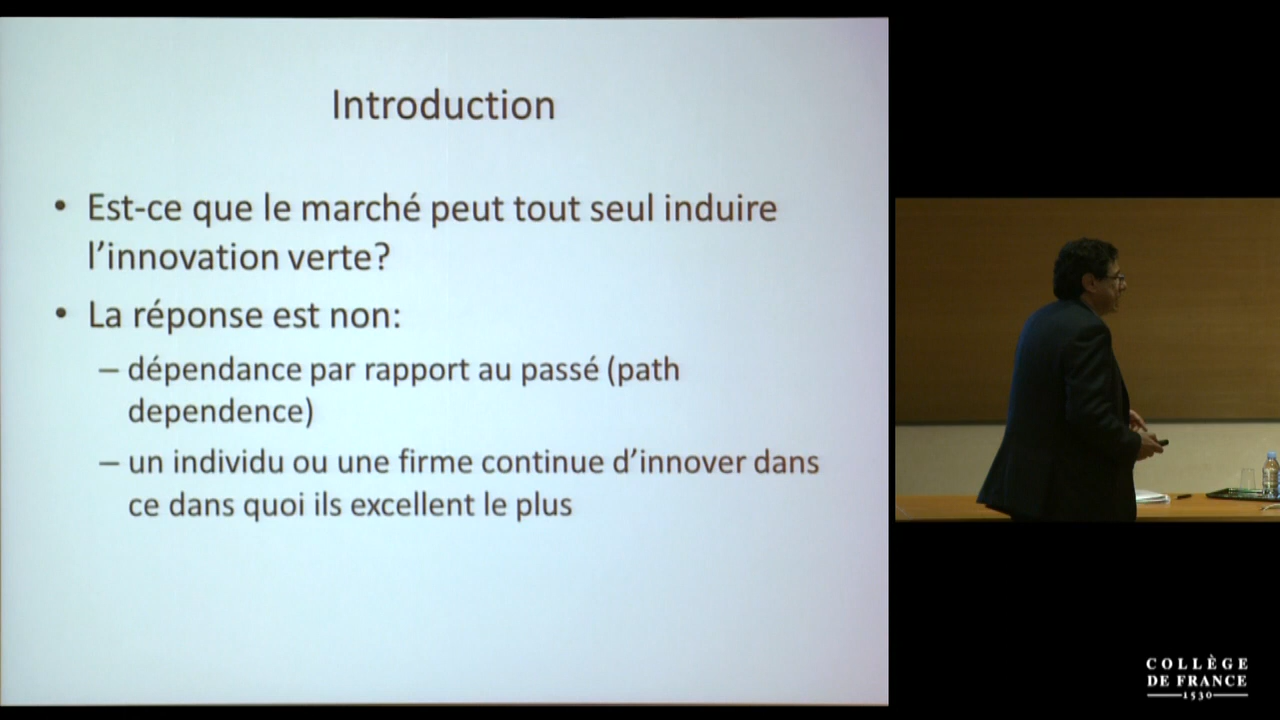 Introduction
• Est-ce que le marché peut tout seul induire
l’innovation verte?
• La réponse est non:
– dépendance par rapport au passé (path
dependence)
– un individu ou une firme continue d’innover dans
ce dans quoi ils excellent le plus
COLLÈGE
DE FRANCE
1530